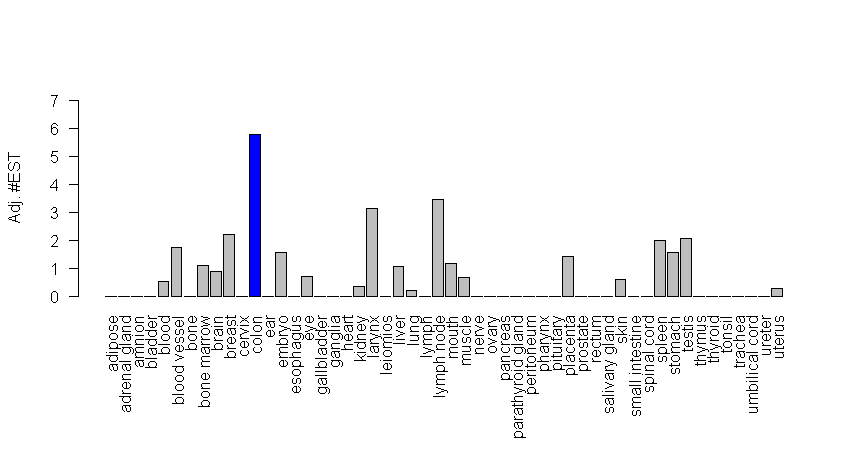 Adj. #EST
7
6
5
4
3
2
1
0
adipose
adrenal gland
amnion
bladder
blood
blood vessel
bone
bone marrow
brain
breast
cervix
colon
ear
embryo
esophagus
eye
gallbladder
ganglia
heart
kidney
larynx
leiomios
liver
lung
lymph
lymph node
mouth
muscle
nerve
ovary
pancreas
parathyroid gland
peritoneum
pharynx
pituitary
placenta
prostate
rectum
salivary gland
skin
small intestine
spinal cord
spleen
stomach
testis
thymus
thyroid
tonsil
trachea
umbilical cord
ureter
uterus